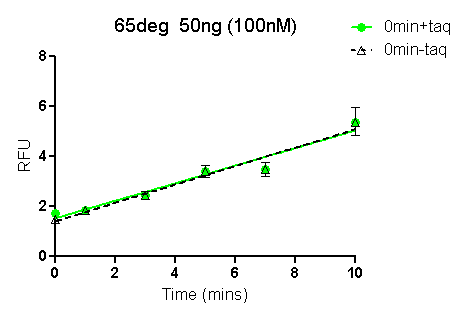 65deg 50ng (100nM)
0min+taq
0min-taq
8
6
4
2
0
RFU
0 2 4 6 8 10
Time (mins)